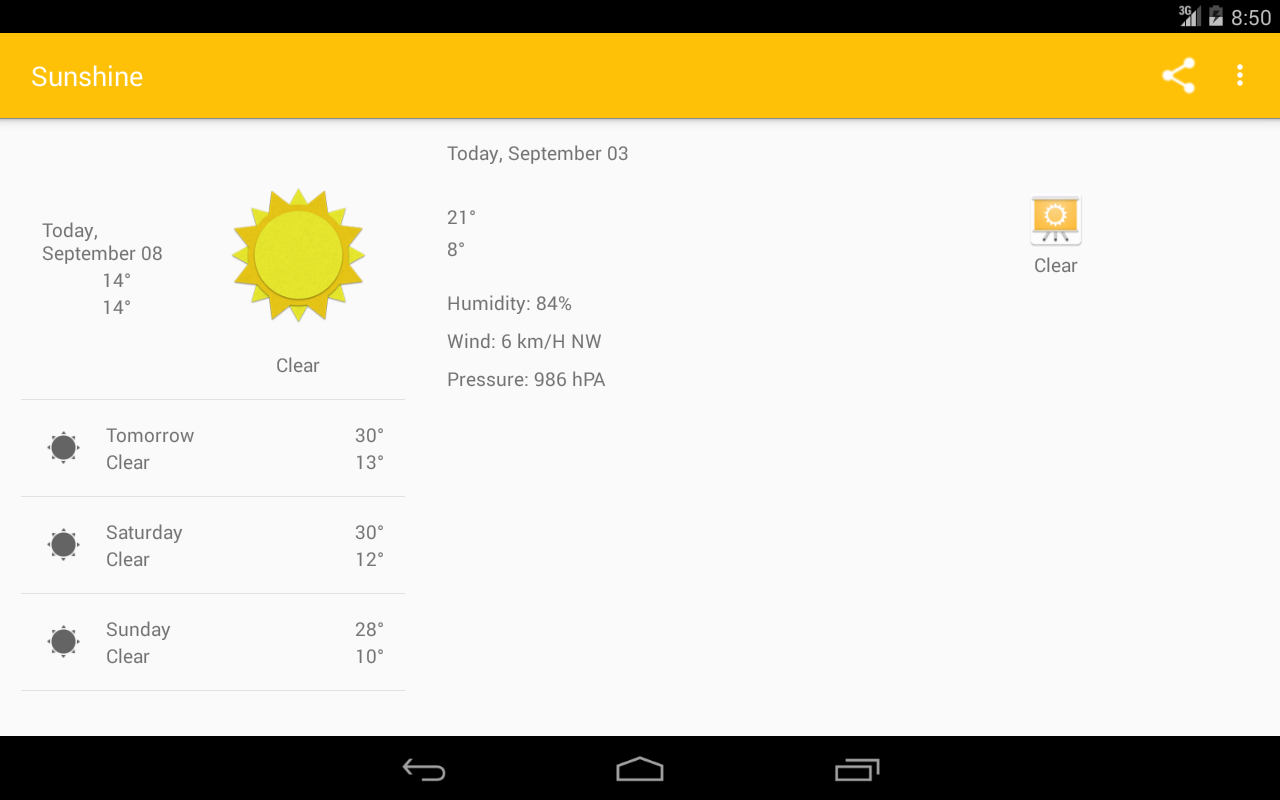 3G 8:50
Sunshine
Today,
September 08
14°
14°
Clear
Tomorrow 30°
Clear 13°
Saturday 30°
Clear 12°
Sunday 28°
Clear 10°
Today, September 03
21°
8°
Clear
Humidity: 84%
Wind: 6 km/H NW
Pressure: 986 hPA